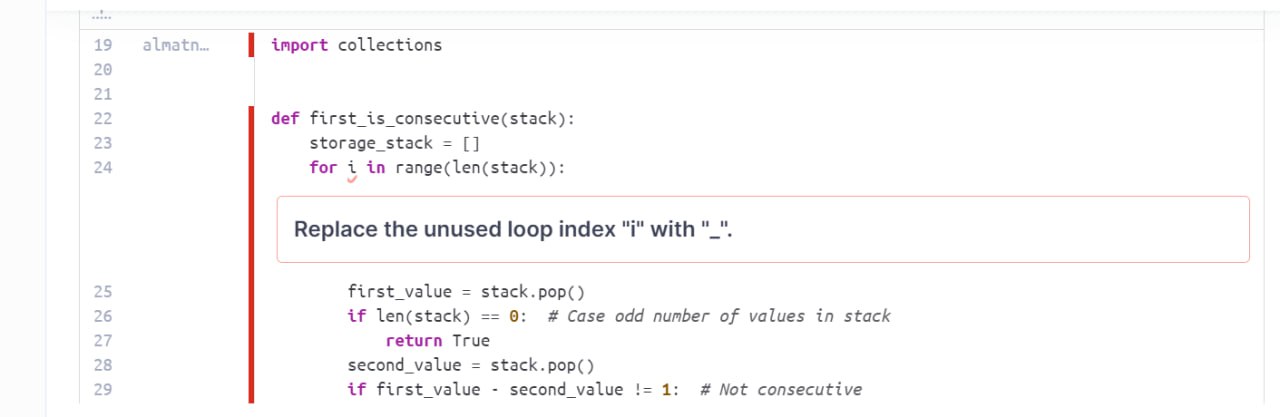 19 almatn… import collections
20
21
22 def first_is_consecutive(stack):
23 storage_stack = []
24 for i in range(len(stack)):
Replace the unused loop index "i" with "_".
25 first_value = stack.pop()
26 if len(stack) == 0:  # Case odd number of values in stack
27 return True
28 second_value = stack.pop()
29 if first_value - second_value != 1:  # Not consecutive